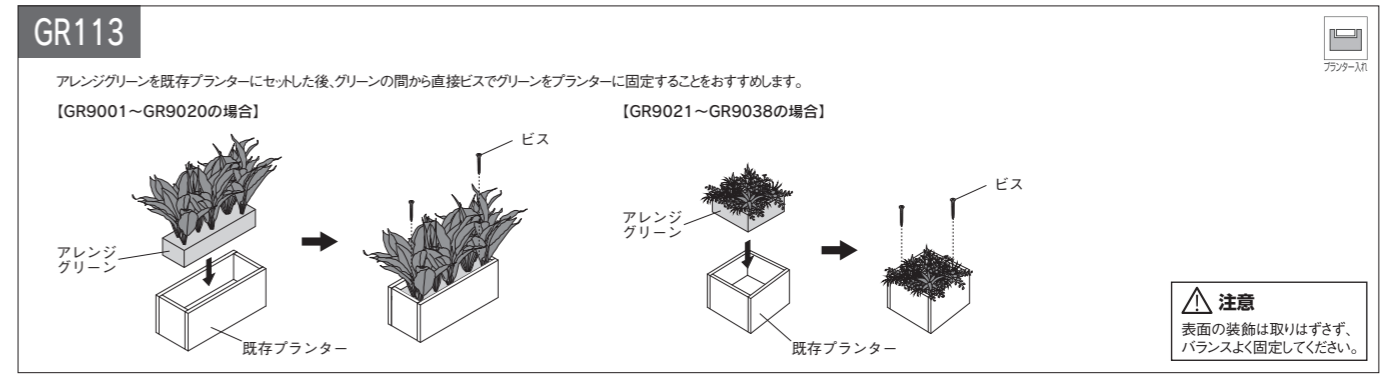 GR113
プランター入れ
アレンジグリーンを既存プランターにセットした後、グリーンの間から直接ビスでグリーンをプランターに固定することをおすすめします。
【GR9001〜GR9020の場合】
ビス
アレンジ
グリーン
既存プランター
【GR9021〜GR9038の場合】
ビス
アレンジ
グリーン
既存プランター
注意
表面の装飾は取りはずさず、
バランスよく固定してください。